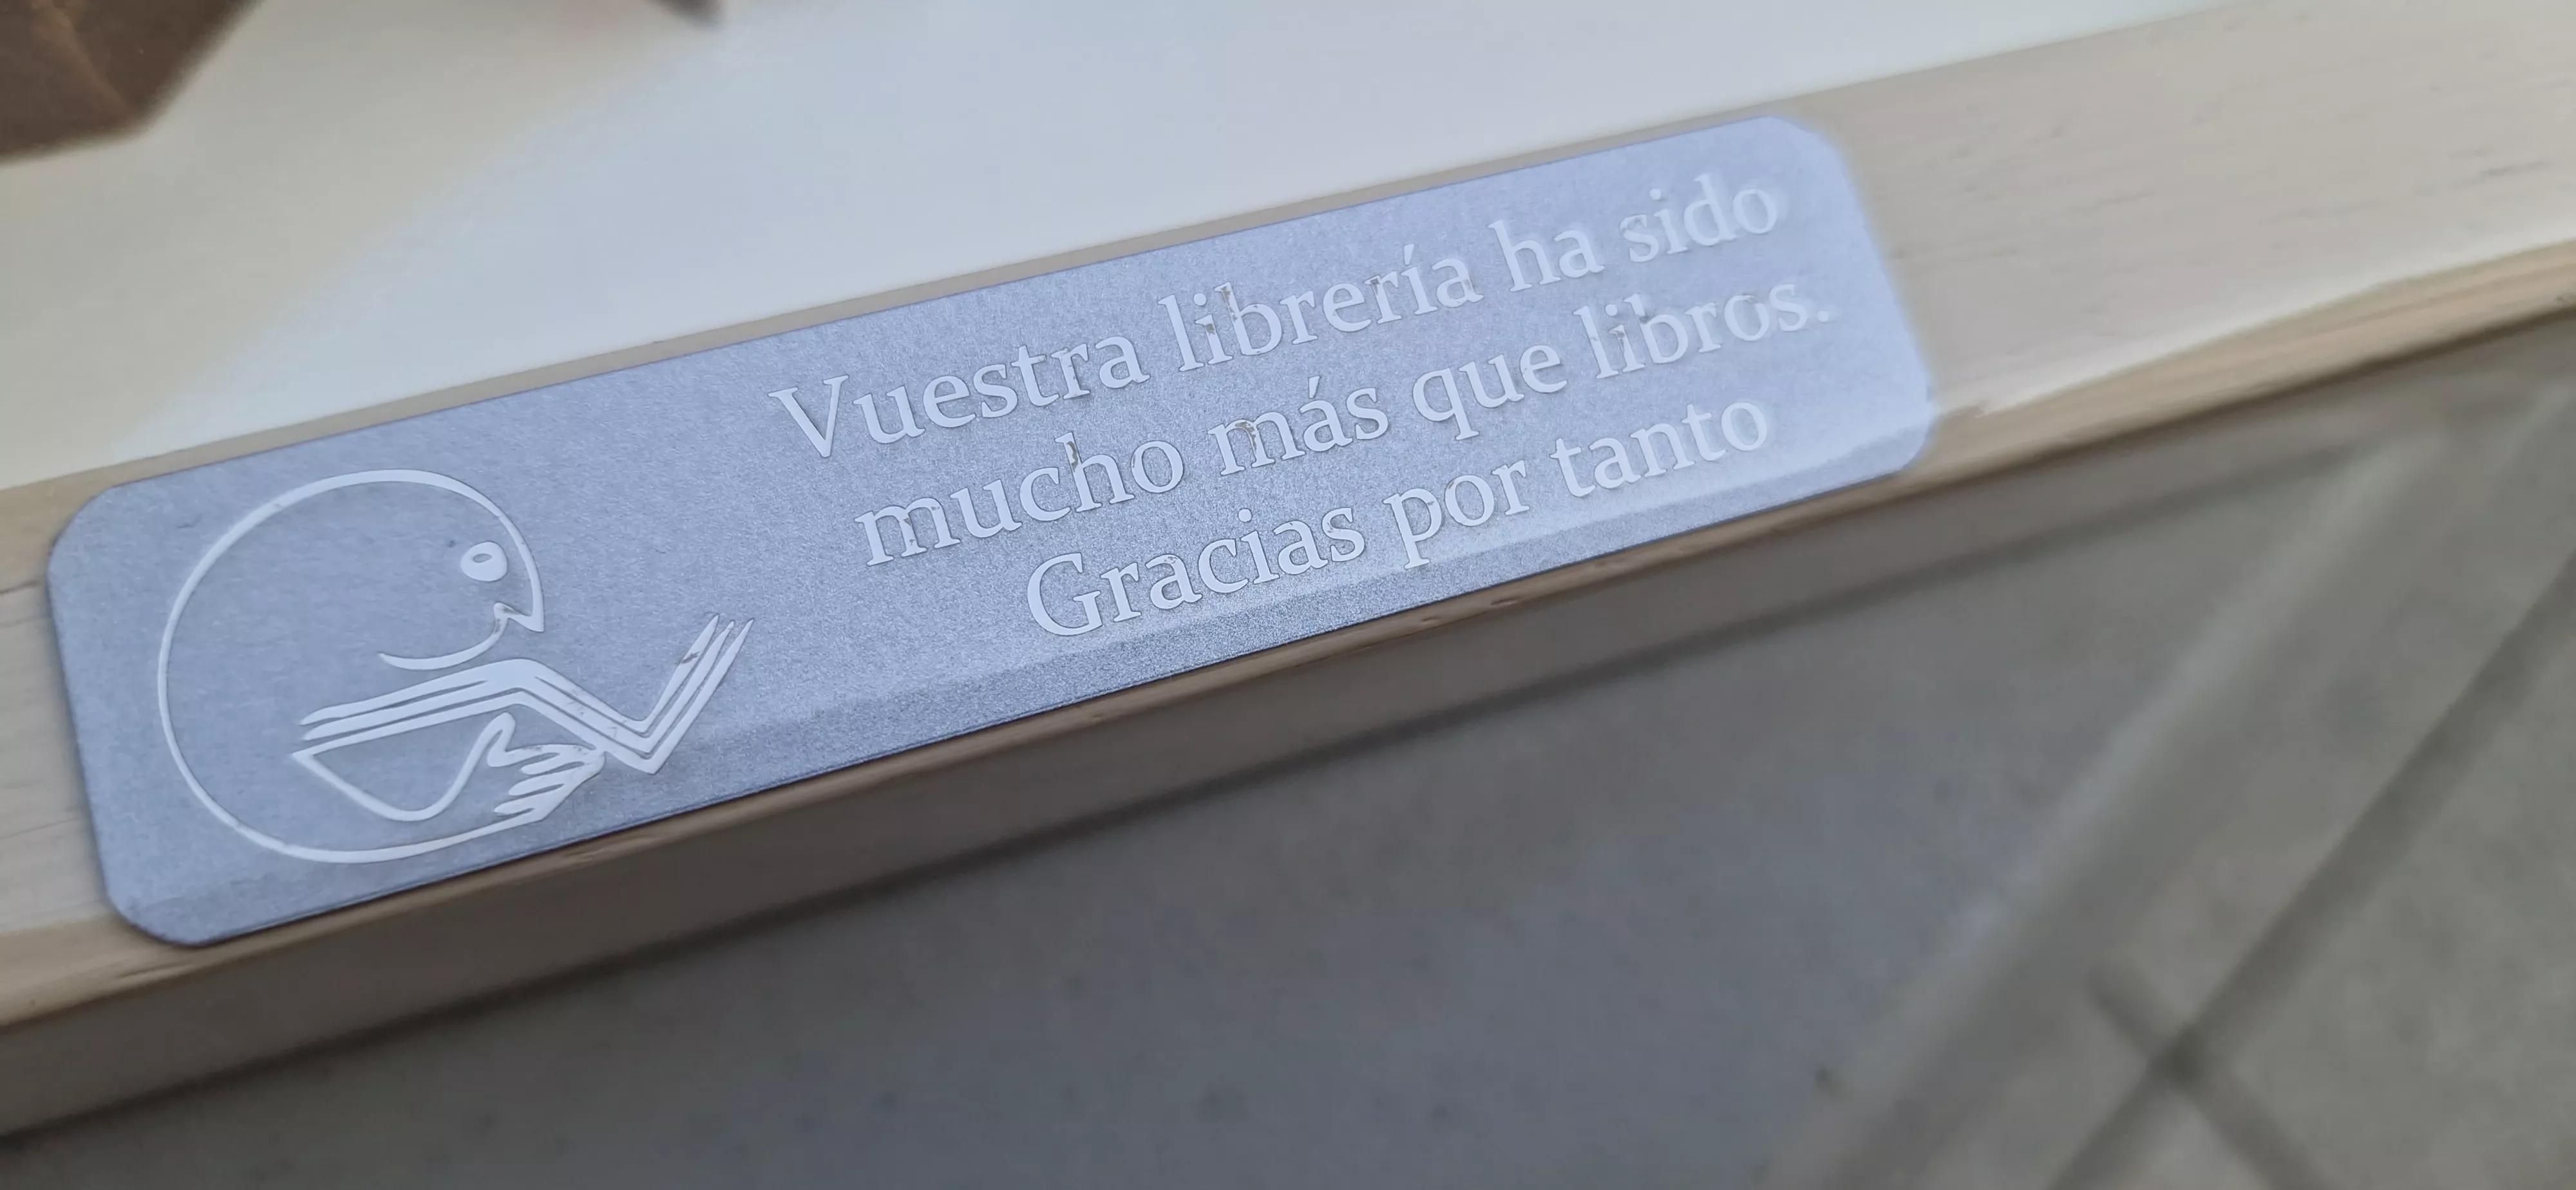 Vuestra librería ha sido
mucho más que libros.
Gracias por tanto